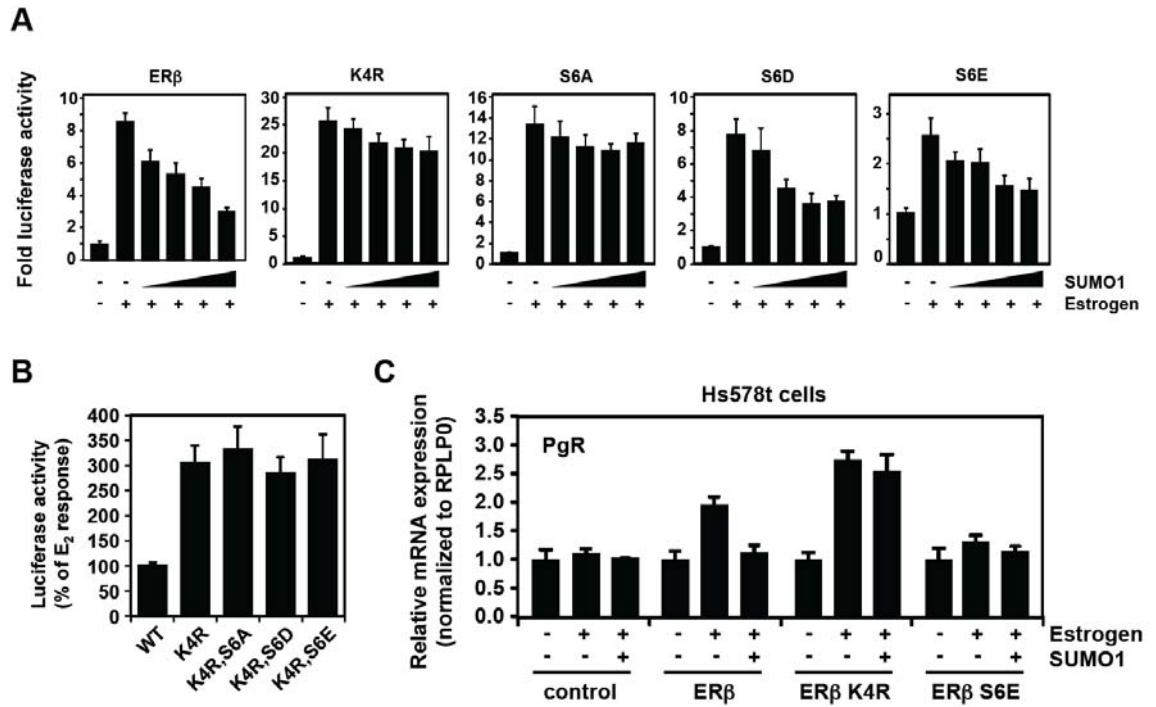 A
ERβ K4R S6A S6D S6E
Fold luciferase activity
10 8 6 4 2 0
30 25 20 15 10 5 0
16 14 12 10 8 6 4 2 0
10 8 6 4 2 0
3 2 1 0
- - - - - - - - - - SUMO1
- + + + + + - + + + + + - + + + + + - + + + + + - + + + + + Estrogen
B
Luciferase activity
(% of E₂ response)
400
350
300
250
200
150
100
50
0
WT K4R K4R,S6A K4R,S6D K4R,S6E
C
Hs578t cells
Relative mRNA expression
(normalized to RPLP0)
3.5
3.0
2.5
2.0
1.5
1.0
0.5
0.0
PgR
- + + - + + - + + - + + Estrogen
- - + - - + - - + - - + SUMO1
control ERβ ERβ K4R ERβ S6E